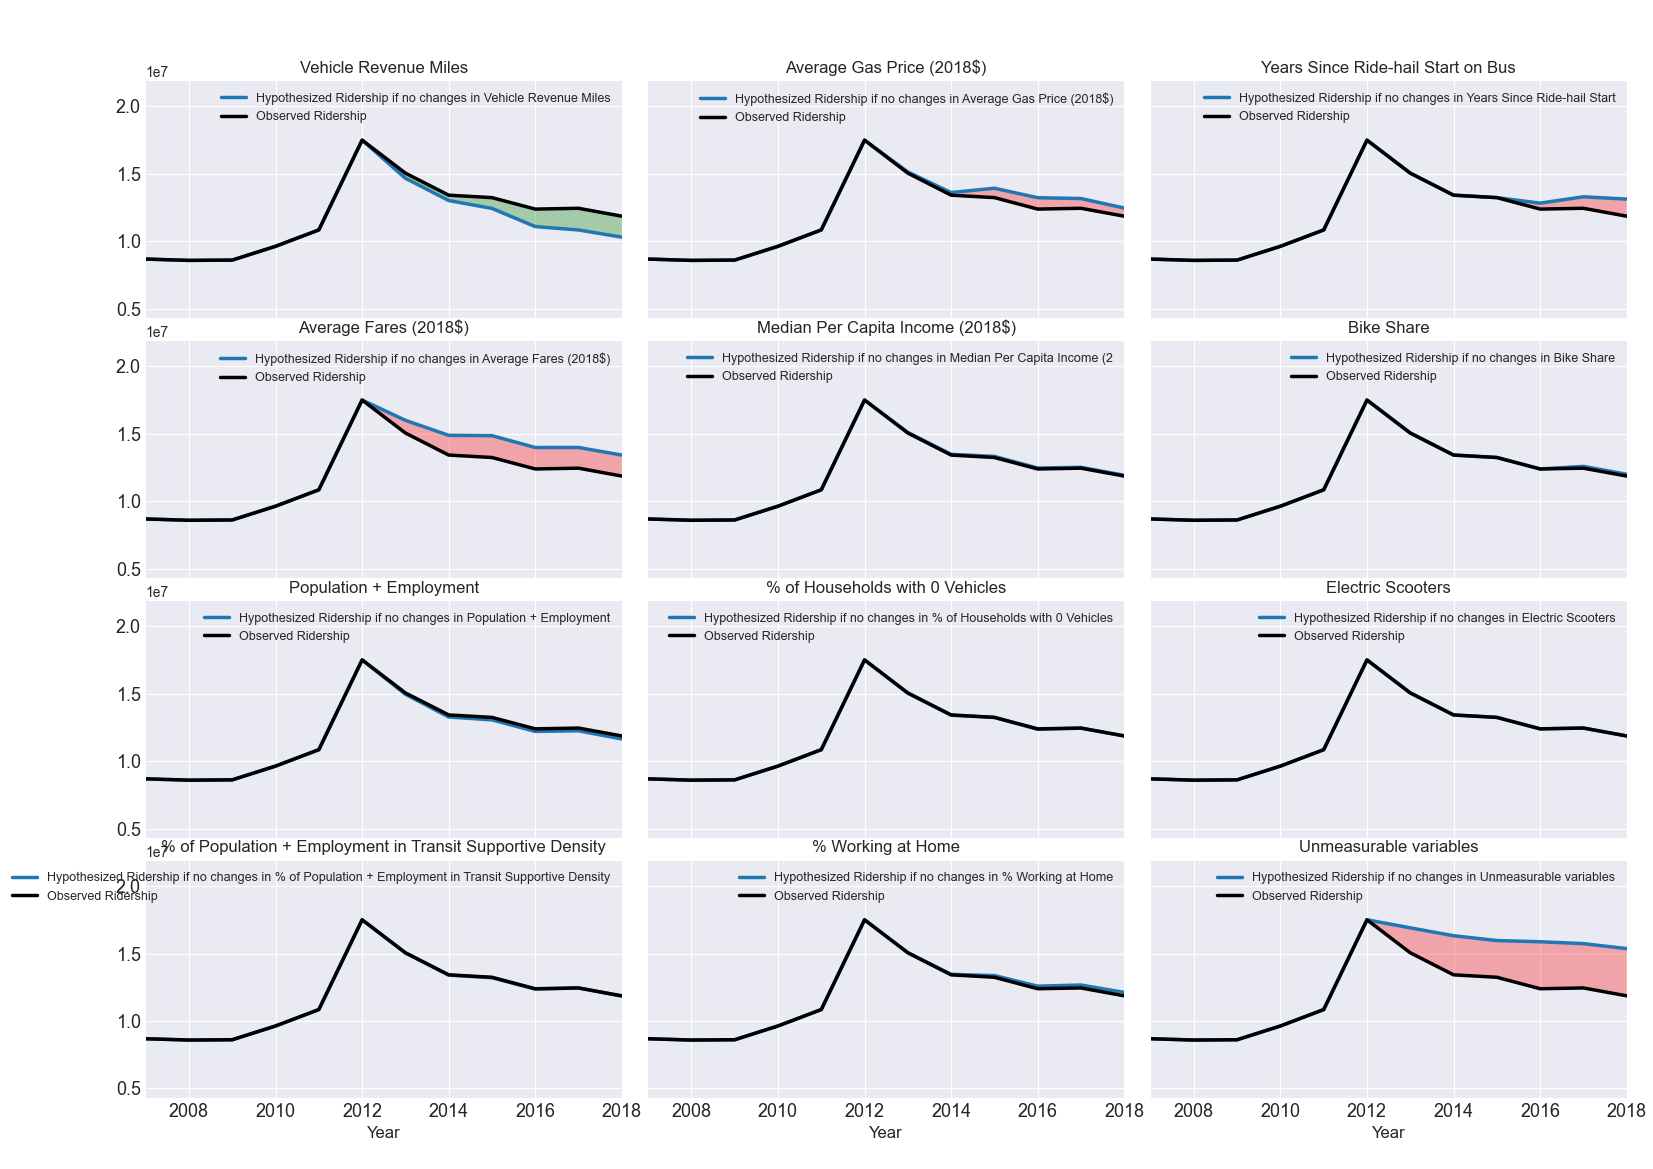 Vehicle Revenue Miles
1e7
Hypothesized Ridership if no changes in Vehicle Revenue Miles
Observed Ridership
2.0
1.5
1.0
0.5
Average Gas Price (2018$)
Hypothesized Ridership if no changes in Average Gas Price (2018$)
Observed Ridership
Years Since Ride-hail Start on Bus
Hypothesized Ridership if no changes in Years Since Ride-hail Start
Observed Ridership
Average Fares (2018$)
1e7
Hypothesized Ridership if no changes in Average Fares (2018$)
Observed Ridership
2.0
1.5
1.0
0.5
Median Per Capita Income (2018$)
Hypothesized Ridership if no changes in Median Per Capita Income (2
Observed Ridership
Bike Share
Hypothesized Ridership if no changes in Bike Share
Observed Ridership
Population + Employment
1e7
Hypothesized Ridership if no changes in Population + Employment
Observed Ridership
2.0
1.5
1.0
0.5
% of Households with 0 Vehicles
Hypothesized Ridership if no changes in % of Households with 0 Vehicles
Observed Ridership
Electric Scooters
Hypothesized Ridership if no changes in Electric Scooters
Observed Ridership
% of Population + Employment in Transit Supportive Density
1e7
Hypothesized Ridership if no changes in % of Population + Employment in Transit Supportive Density
Observed Ridership
2.0
1.5
1.0
0.5
2008 2010 2012 2014 2016 2018
Year
% Working at Home
Hypothesized Ridership if no changes in % Working at Home
Observed Ridership
2008 2010 2012 2014 2016 2018
Year
Unmeasurable variables
Hypothesized Ridership if no changes in Unmeasurable variables
Observed Ridership
2008 2010 2012 2014 2016 2018
Year